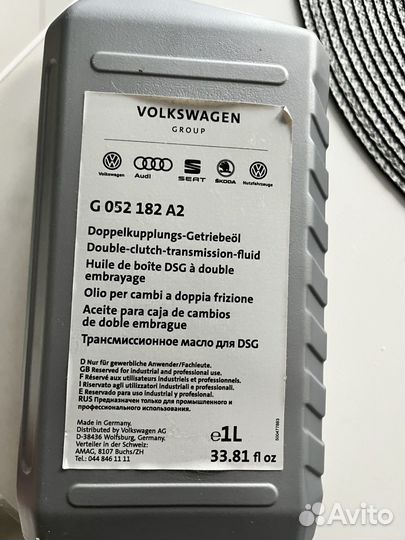 VOLKSWAGEN
GROUP
Volkswagen Audi SEAT ŠKODA Nutzfahrzeuge
G 052 182 A2
Doppelkupplungs-Getriebeöl
Double-clutch-transmission-fluid
Huile de boîte DSG à double
embrayage
Olio per cambi a doppia frizione
Aceite para caja de cambios
de doble embrague
Трансмиссионное масло для DSG
D Nur für gewerbliche Anwender/Fachleute.
GB Reserved for industrial and professional use.
F Réservé aux utilisateurs industriels et professionnels.
I Riservato agli utilizzatori industriali e professionali.
E Reservado para uso industrial y profesional.
RUS Предназначен только для промышленного и
профессионального использования.
Made in Germany.
Distributed by Volkswagen AG
D-38436 Wolfsburg, Germany.
Verteiler in der Schweiz:
AMAG, 8107 Buchs/ZH
Tel.: 044 846 11 11
e1L
33.81 fl oz
500477883
Avito